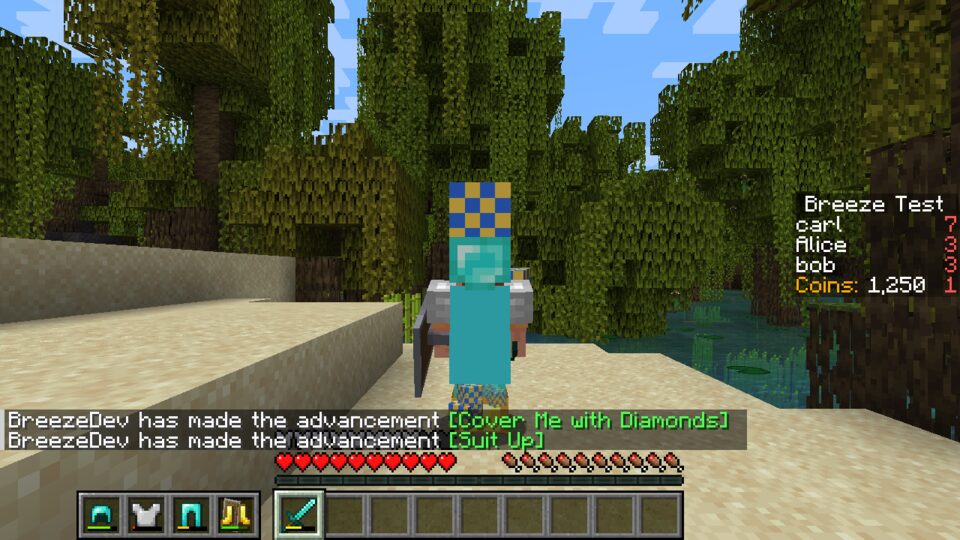 Breeze Test
carl 7
Alice 3
bob 3
Coins: 1,250 1
BreezeDev has made the advancement [Cover Me with Diamonds]
BreezeDev has made the advancement [Suit Up]